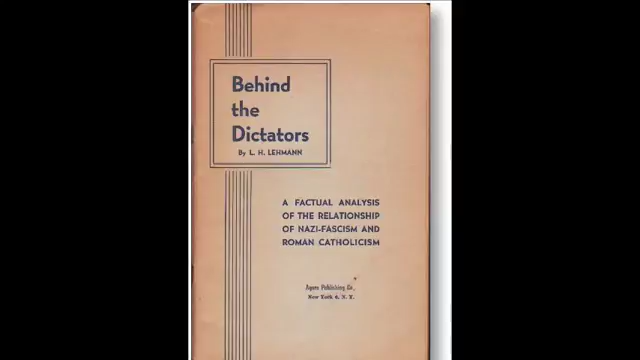 Behind
the
Dictators
By L. H. LEHMANN
A FACTUAL ANALYSIS
OF THE RELATIONSHIP
OF NAZI-FASCISM AND
ROMAN CATHOLICISM
Agora Publishing Co.
New York 6, N. Y.